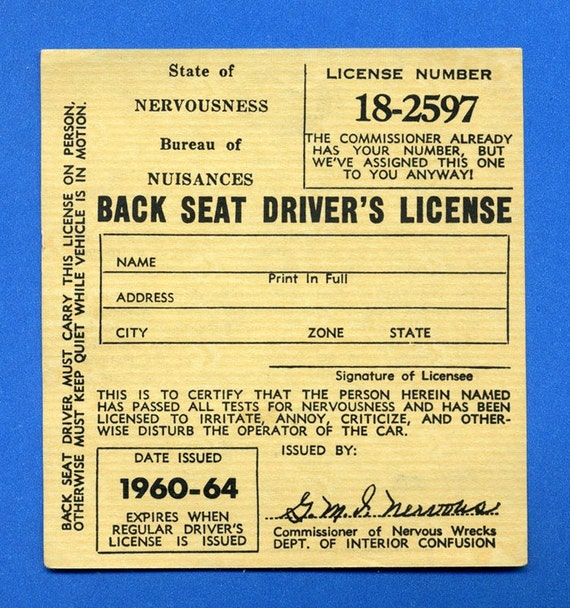 State of
NERVOUSNESS
Bureau of
NUISANCES
LICENSE NUMBER
18-2597
THE COMMISSIONER ALREADY
HAS YOUR NUMBER, BUT
WE'VE ASSIGNED THIS ONE
TO YOU ANYWAY!
BACK SEAT DRIVER'S LICENSE
NAME
Print In Full
ADDRESS
CITY ZONE STATE
Signature of Licensee
THIS IS TO CERTIFY THAT THE PERSON HEREIN NAMED
HAS PASSED ALL TESTS FOR NERVOUSNESS AND HAS BEEN
LICENSED TO IRRITATE, ANNOY, CRITICIZE, AND OTHER-
WISE DISTURB THE OPERATOR OF THE CAR.
DATE ISSUED
1960-64
EXPIRES WHEN
REGULAR DRIVER'S
LICENSE IS ISSUED
ISSUED BY:
G. M. I. Nervous
Commissioner of Nervous Wrecks
DEPT. OF INTERIOR CONFUSION
BACK SEAT DRIVER MUST CARRY THIS LICENSE ON PERSON.
OTHERWISE MUST KEEP QUIET WHILE VEHICLE IS IN MOTION.